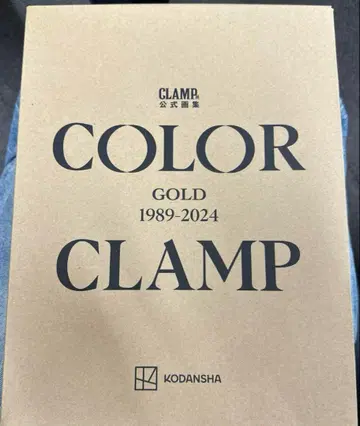 CLAMP
公式画集
COLOR
GOLD
1989-2024
CLAMP
KODANSHA